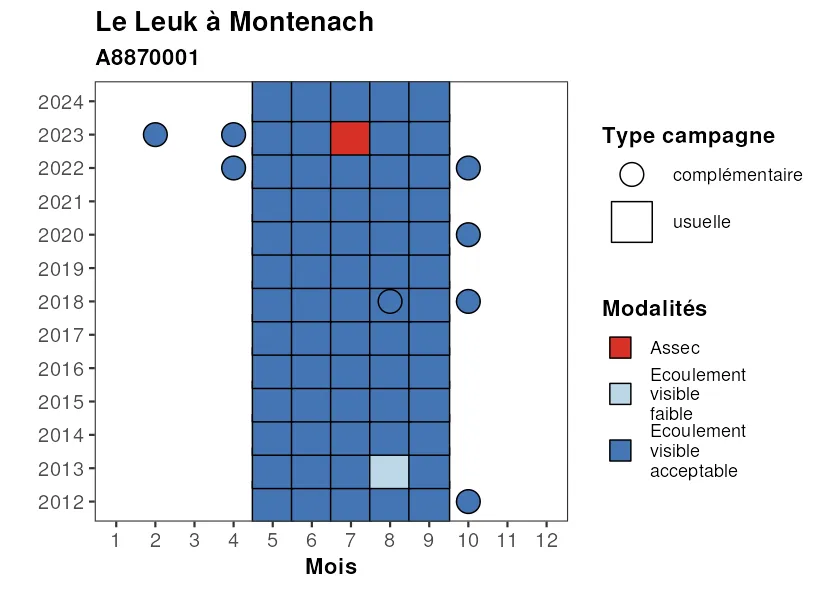 Le Leuk à Montenach
A8870001
2024
2023
2022
2021
2020
2019
2018
2017
2016
2015
2014
2013
2012
1 2 3 4 5 6 7 8 9 10 11 12
Mois
Type campagne
complémentaire
usuelle
Modalités
Assec
Ecoulement
visible
faible
Ecoulement
visible
acceptable